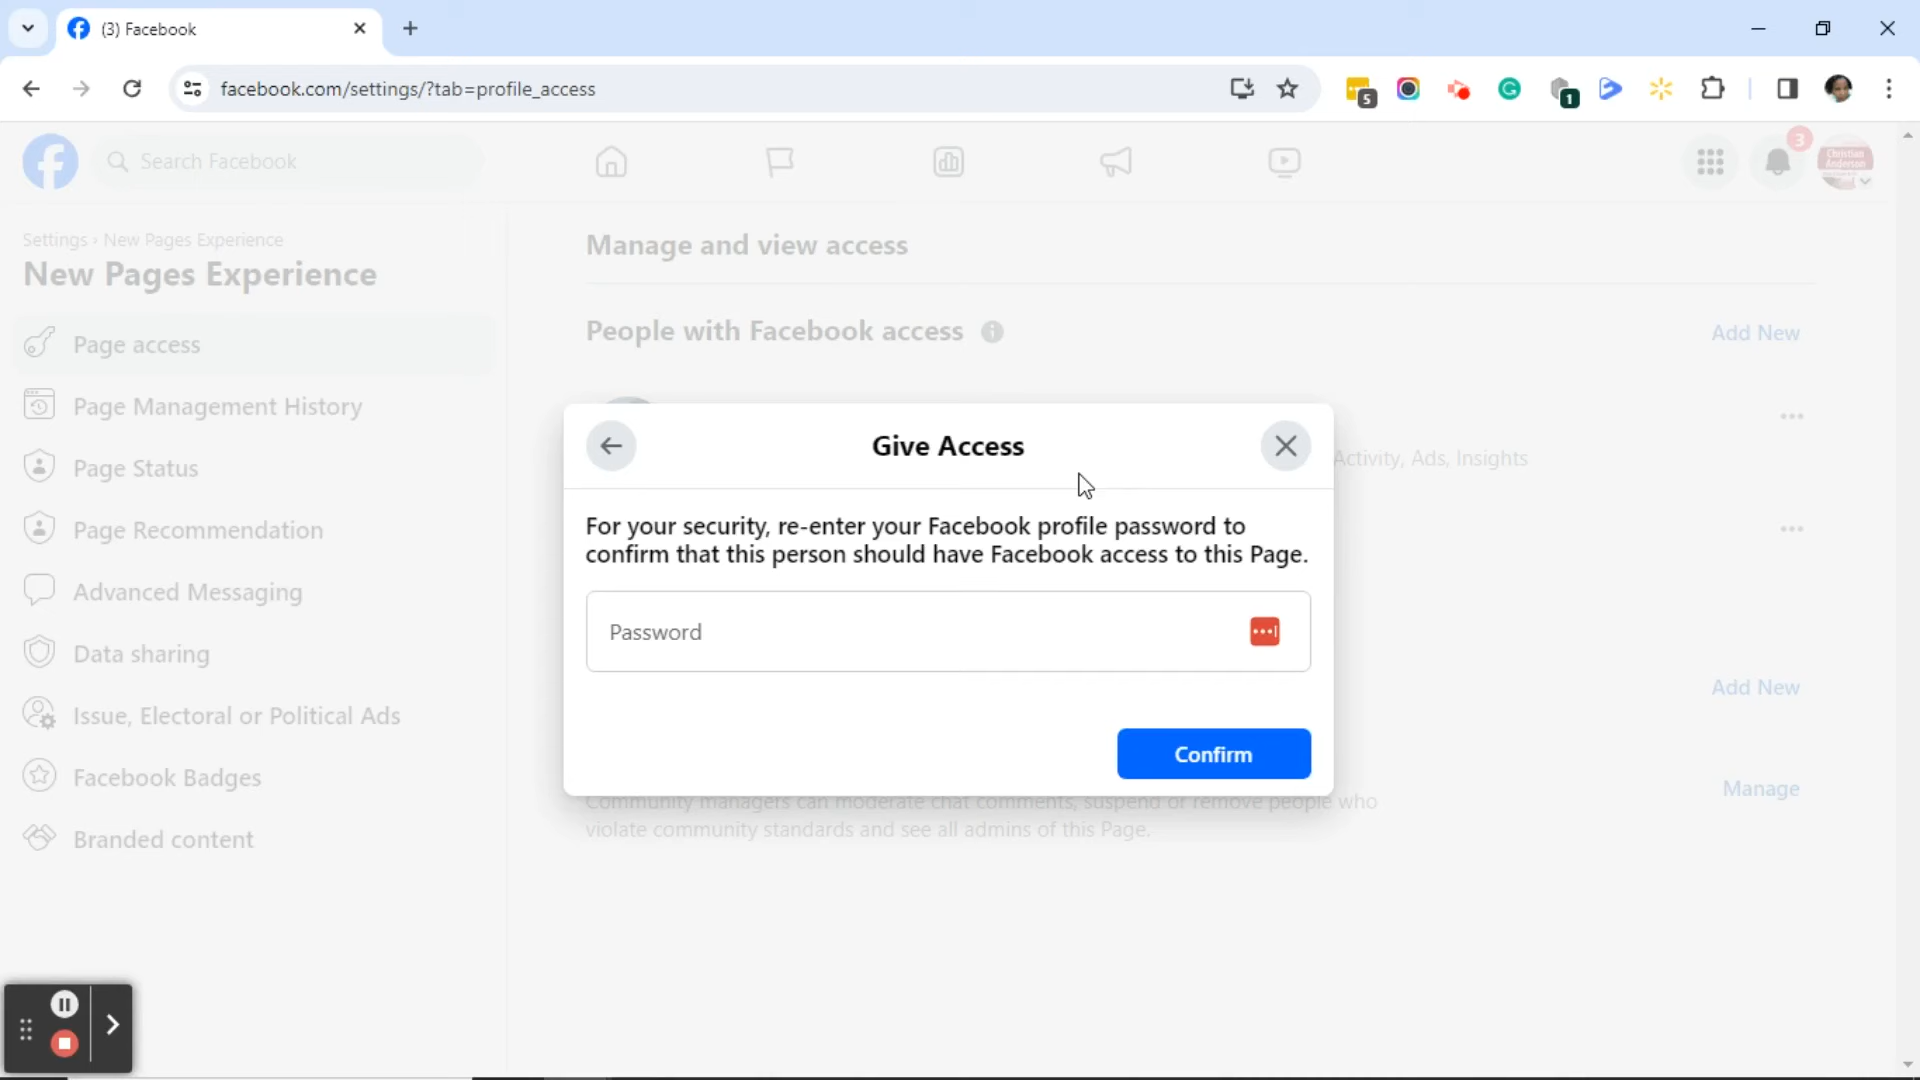 (3) Facebook
facebook.com/settings/?tab=profile_access
5
1
Search Facebook
3
Christian
Anderson
Settings › New Pages Experience
New Pages Experience
Page access
Page Management History
Page Status
Page Recommendation
Advanced Messaging
Data sharing
Issue, Electoral or Political Ads
Facebook Badges
Branded content
Manage and view access
People with Facebook access
Add New
Activity, Ads, Insights
Give Access
For your security, re-enter your Facebook profile password to
confirm that this person should have Facebook access to this Page.
Password
Confirm
Add New
Community managers can moderate chat comments, suspend or remove people who
violate community standards and see all admins of this Page.
Manage